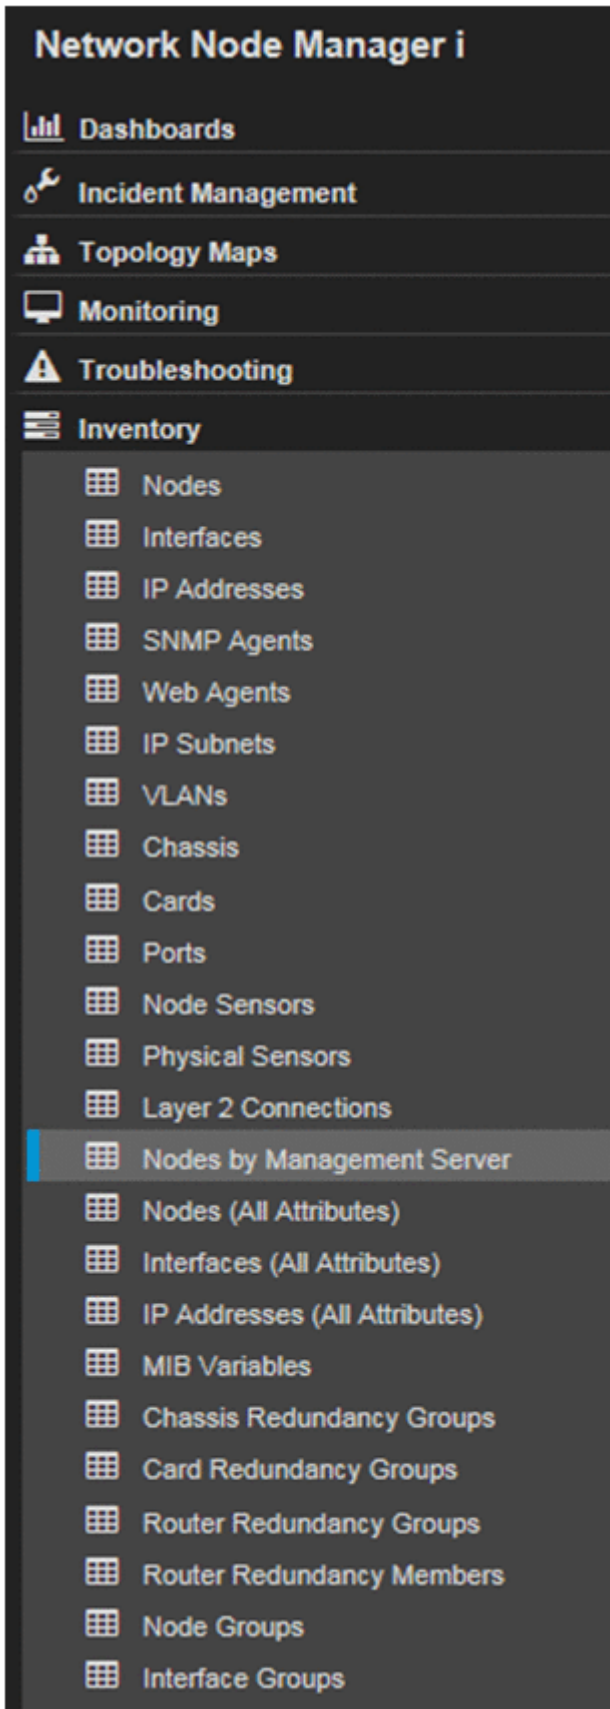 Network Node Manager i
Dashboards
Incident Management
Topology Maps
Monitoring
Troubleshooting
Inventory
Nodes
Interfaces
IP Addresses
SNMP Agents
Web Agents
IP Subnets
VLANs
Chassis
Cards
Ports
Node Sensors
Physical Sensors
Layer 2 Connections
Nodes by Management Server
Nodes (All Attributes)
Interfaces (All Attributes)
IP Addresses (All Attributes)
MIB Variables
Chassis Redundancy Groups
Card Redundancy Groups
Router Redundancy Groups
Router Redundancy Members
Node Groups
Interface Groups